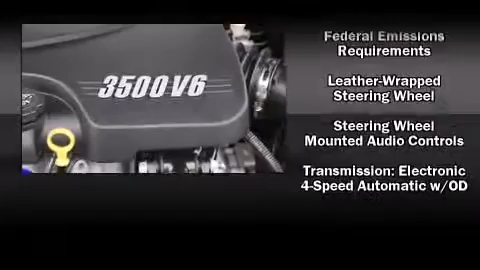 3500 V6
Federal Emissions
Requirements
Leather-Wrapped
Steering Wheel
Steering Wheel
Mounted Audio Controls
Transmission: Electronic
4-Speed Automatic w/OD